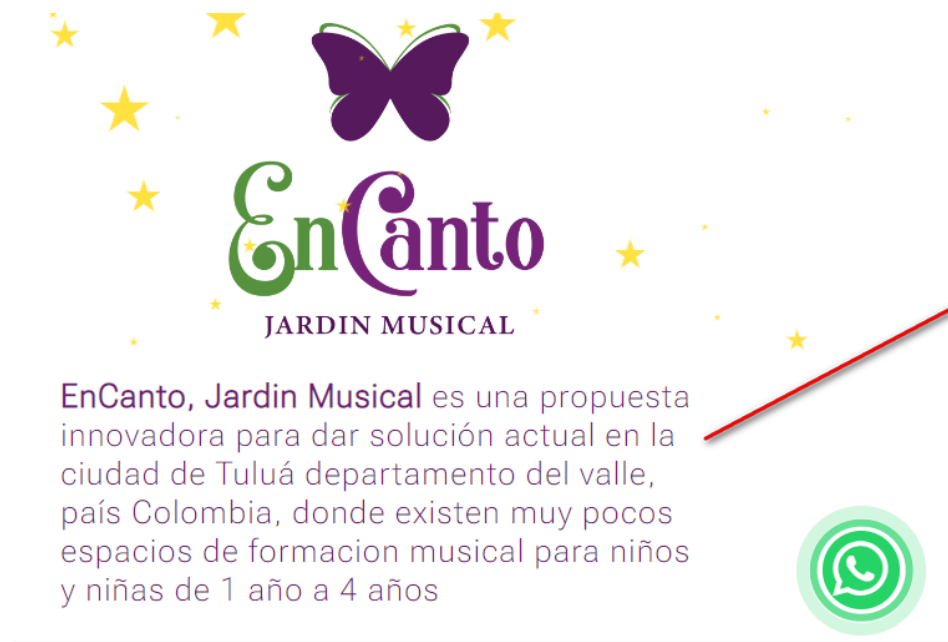 EnCanto
JARDIN MUSICAL
EnCanto, Jardin Musical es una propuesta
innovadora para dar solución actual en la
ciudad de Tuluá departamento del valle,
país Colombia, donde existen muy pocos
espacios de formacion musical para niños
y niñas de 1 año a 4 años